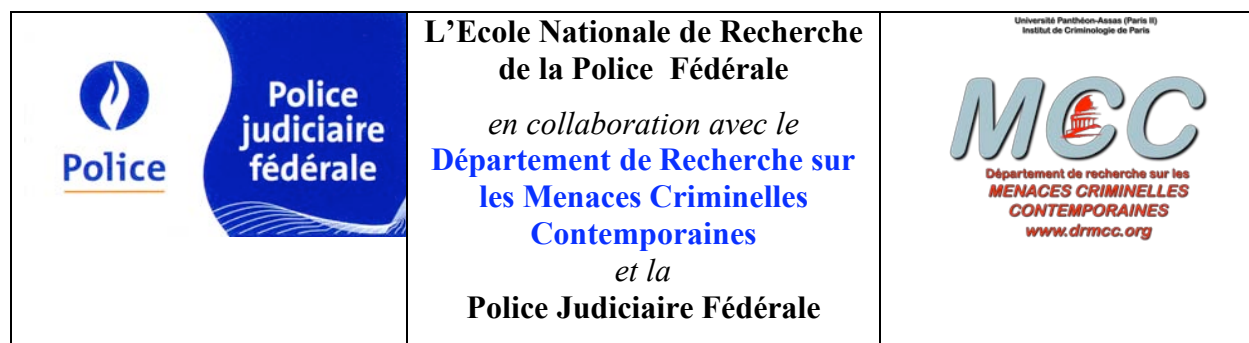 Police
Police
judiciaire
fédérale
L’Ecole Nationale de Recherche
de la Police Fédérale
en collaboration avec le
Département de Recherche sur
les Menaces Criminelles
Contemporaines
et la
Police Judiciaire Fédérale
Université Panthéon-Assas (Paris II)
Institut de Criminologie de Paris
MCC
Département de recherche sur les
MENACES CRIMINELLES
CONTEMPORAINES
www.drmcc.org